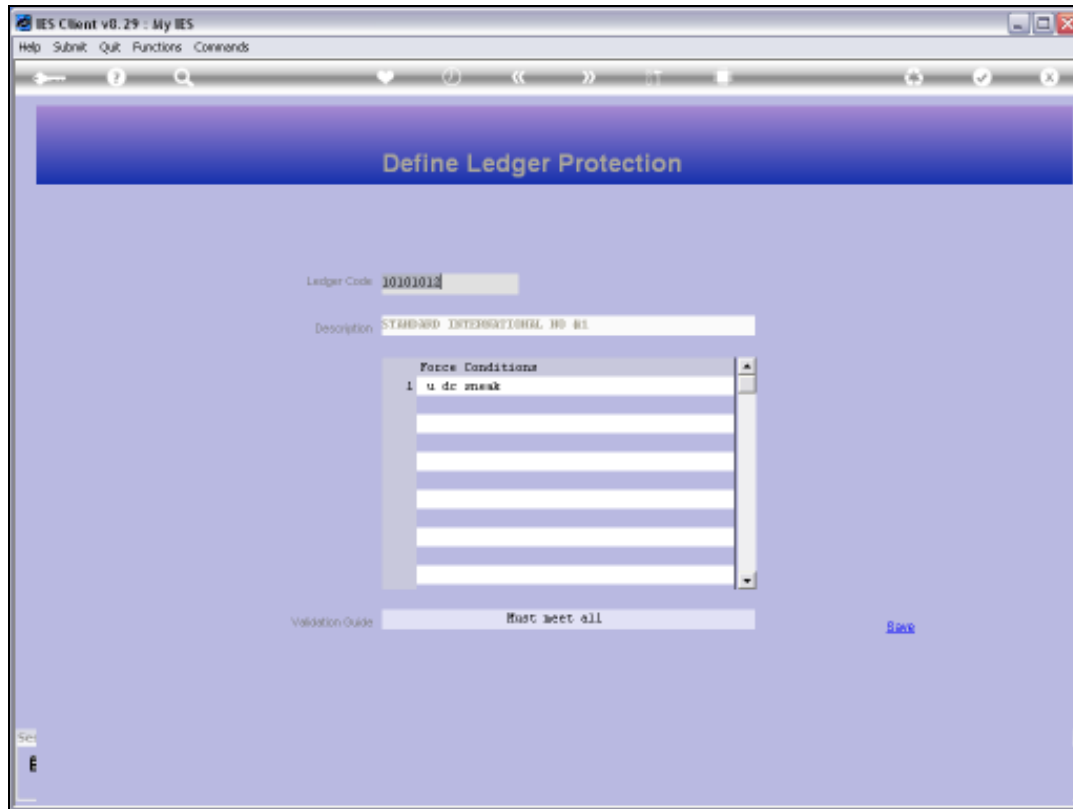 IES Client v8.29 : My IES
Help Submit Quit Functions Commands
Define Ledger Protection
Ledger Code 10101012
Description STANDARD INTERNATIONAL NO #1
Force Conditions
1 u dc sneak
Validation Guide Must meet all
Save